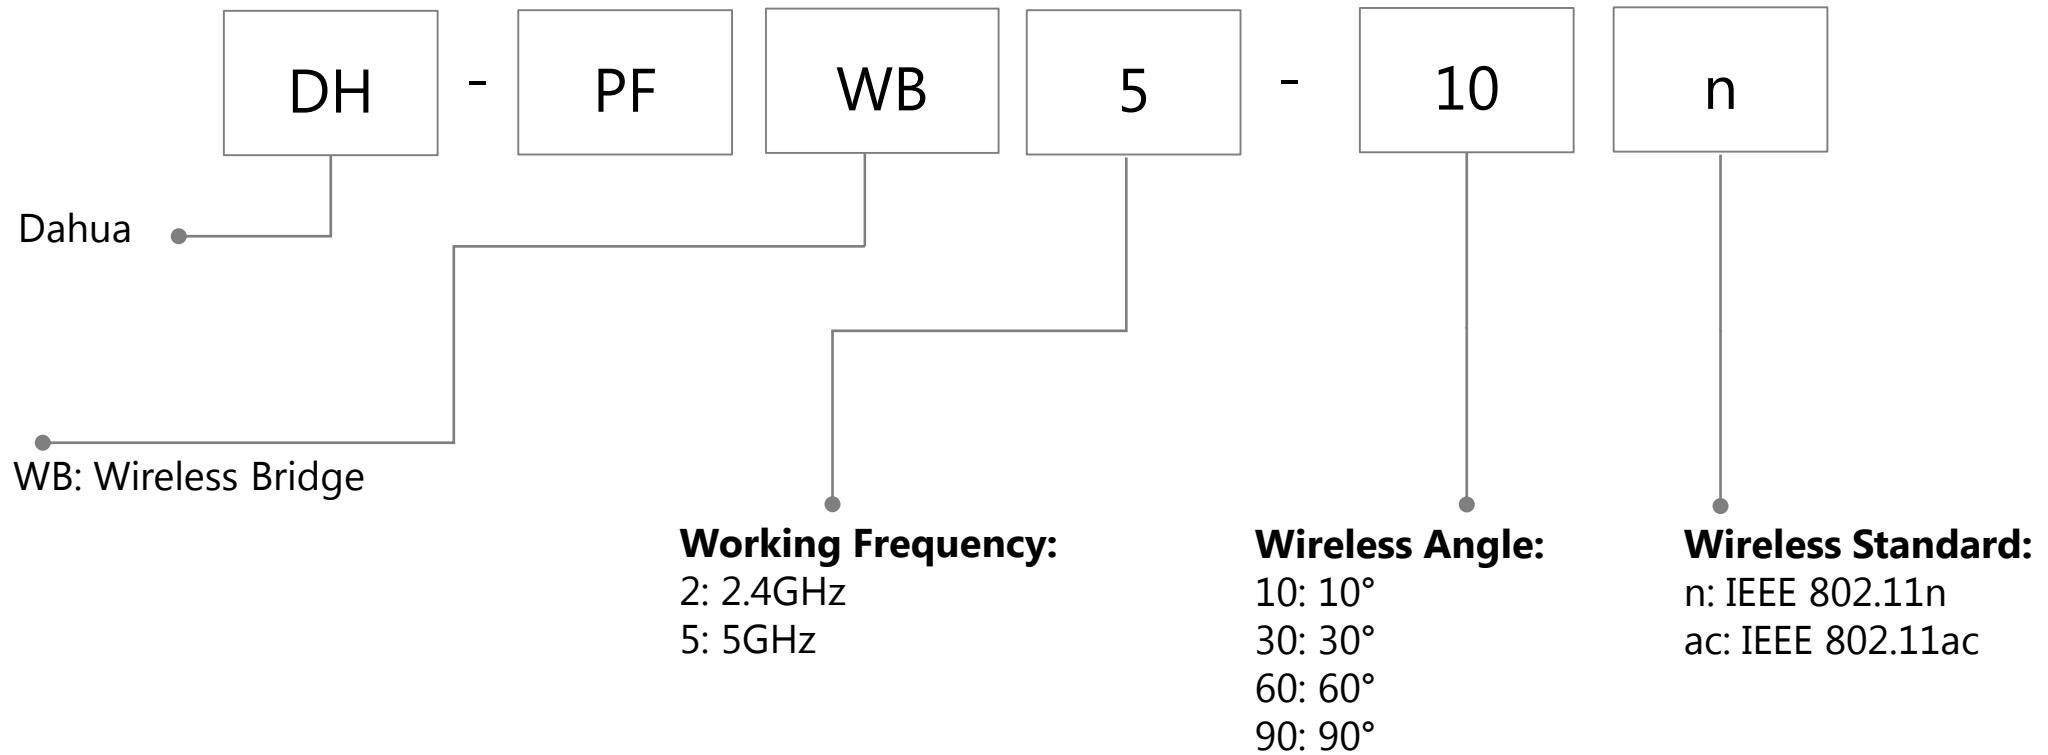 DH - PF WB 5 - 10 n
Dahua
WB: Wireless Bridge
Working Frequency:
2: 2.4GHz
5: 5GHz
Wireless Angle:
10: 10°
30: 30°
60: 60°
90: 90°
Wireless Standard:
n: IEEE 802.11n
ac: IEEE 802.11ac